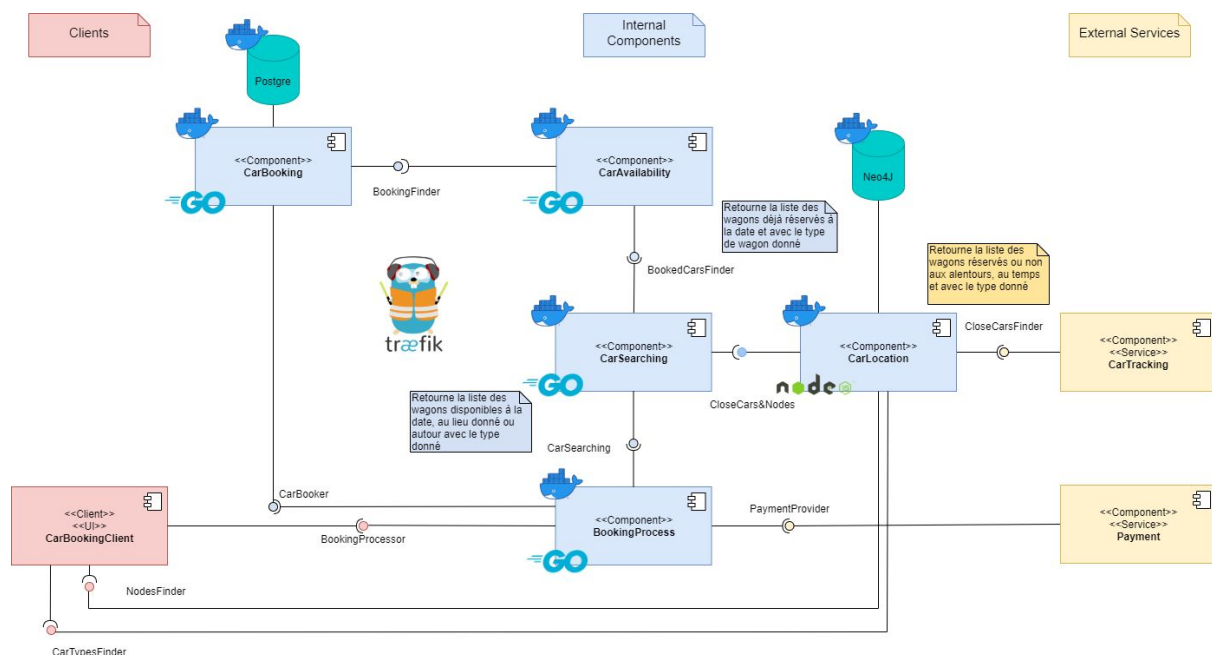 Clients
Internal
Components
External Services
Postgre
<<Component>>
CarBooking
GO
BookingFinder
<<Component>>
CarAvailability
GO
Neo4J
Retourne la liste des
wagons déjà réservés à
la date et avec le type
de wagon donné
BookedCarsFinder
Retourne la liste des
wagons réservés ou non
aux alentours, au temps
et avec le type donné
træfik
<<Component>>
CarSearching
GO
CloseCars&Nodes
<<Component>>
CarLocation
node
JS
CloseCarsFinder
<<Component>>
<<Service>>
CarTracking
Retourne la liste des
wagons disponibles à la
date, au lieu donné ou
autour avec le type
donné
CarSearching
CarBooker
<<Client>>
<<UI>>
CarBookingClient
BookingProcessor
<<Component>>
BookingProcess
GO
PaymentProvider
<<Component>>
<<Service>>
Payment
NodesFinder
CarTypesFinder